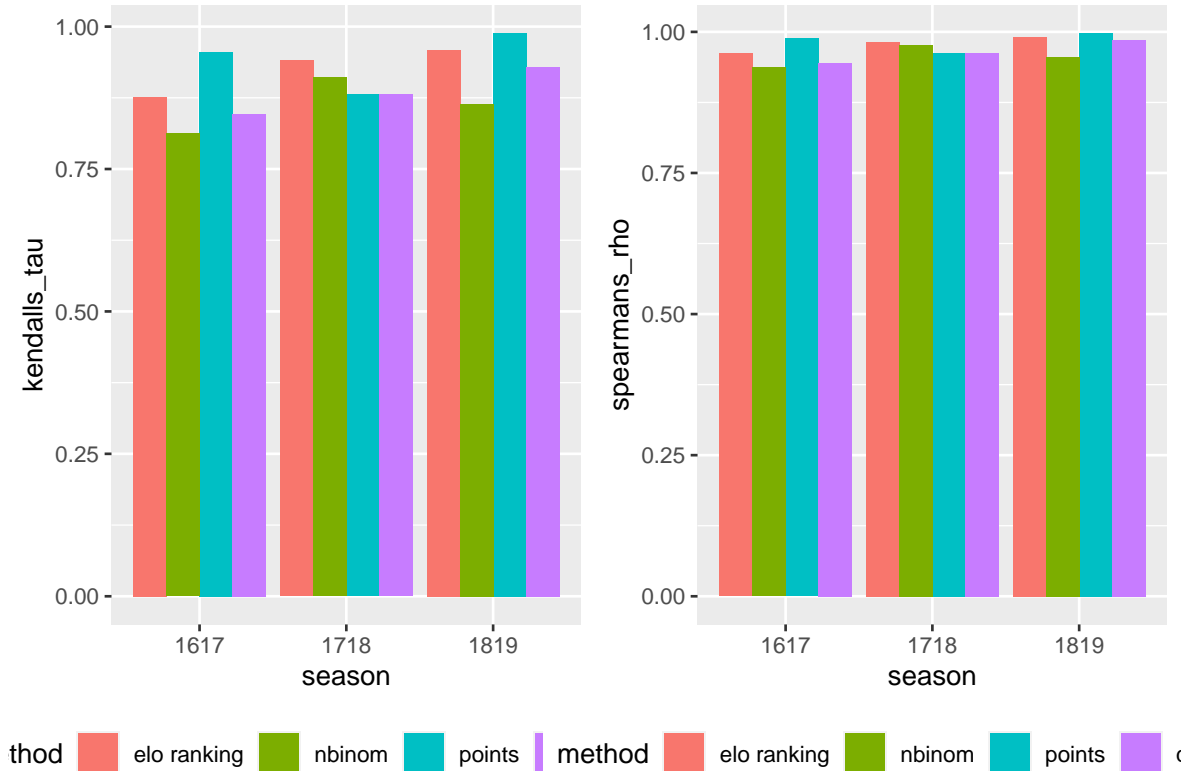 1.00
0.75
0.50
0.25
0.00
kendalls_tau
1617 1718 1819
season
1.00
0.75
0.50
0.25
0.00
spearmans_rho
1617 1718 1819
season
thod elo ranking nbinom points
method elo ranking nbinom points